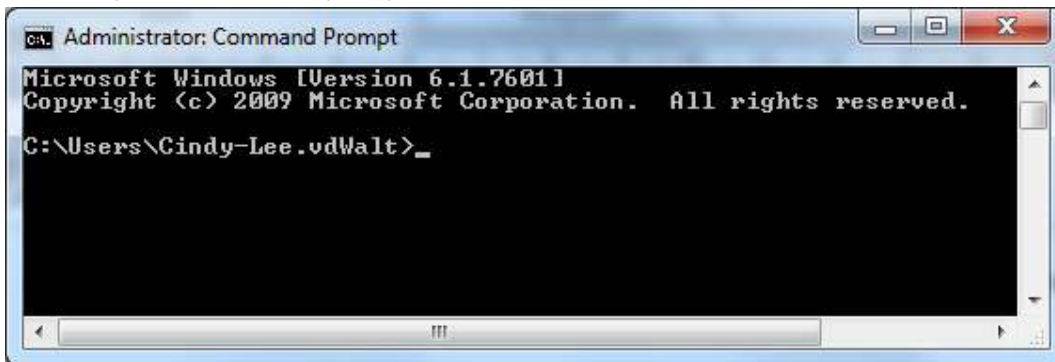 Administrator: Command Prompt
Microsoft Windows [Version 6.1.7601]
Copyright (c) 2009 Microsoft Corporation.  All rights reserved.
C:\Users\Cindy-Lee.vdWalt>_